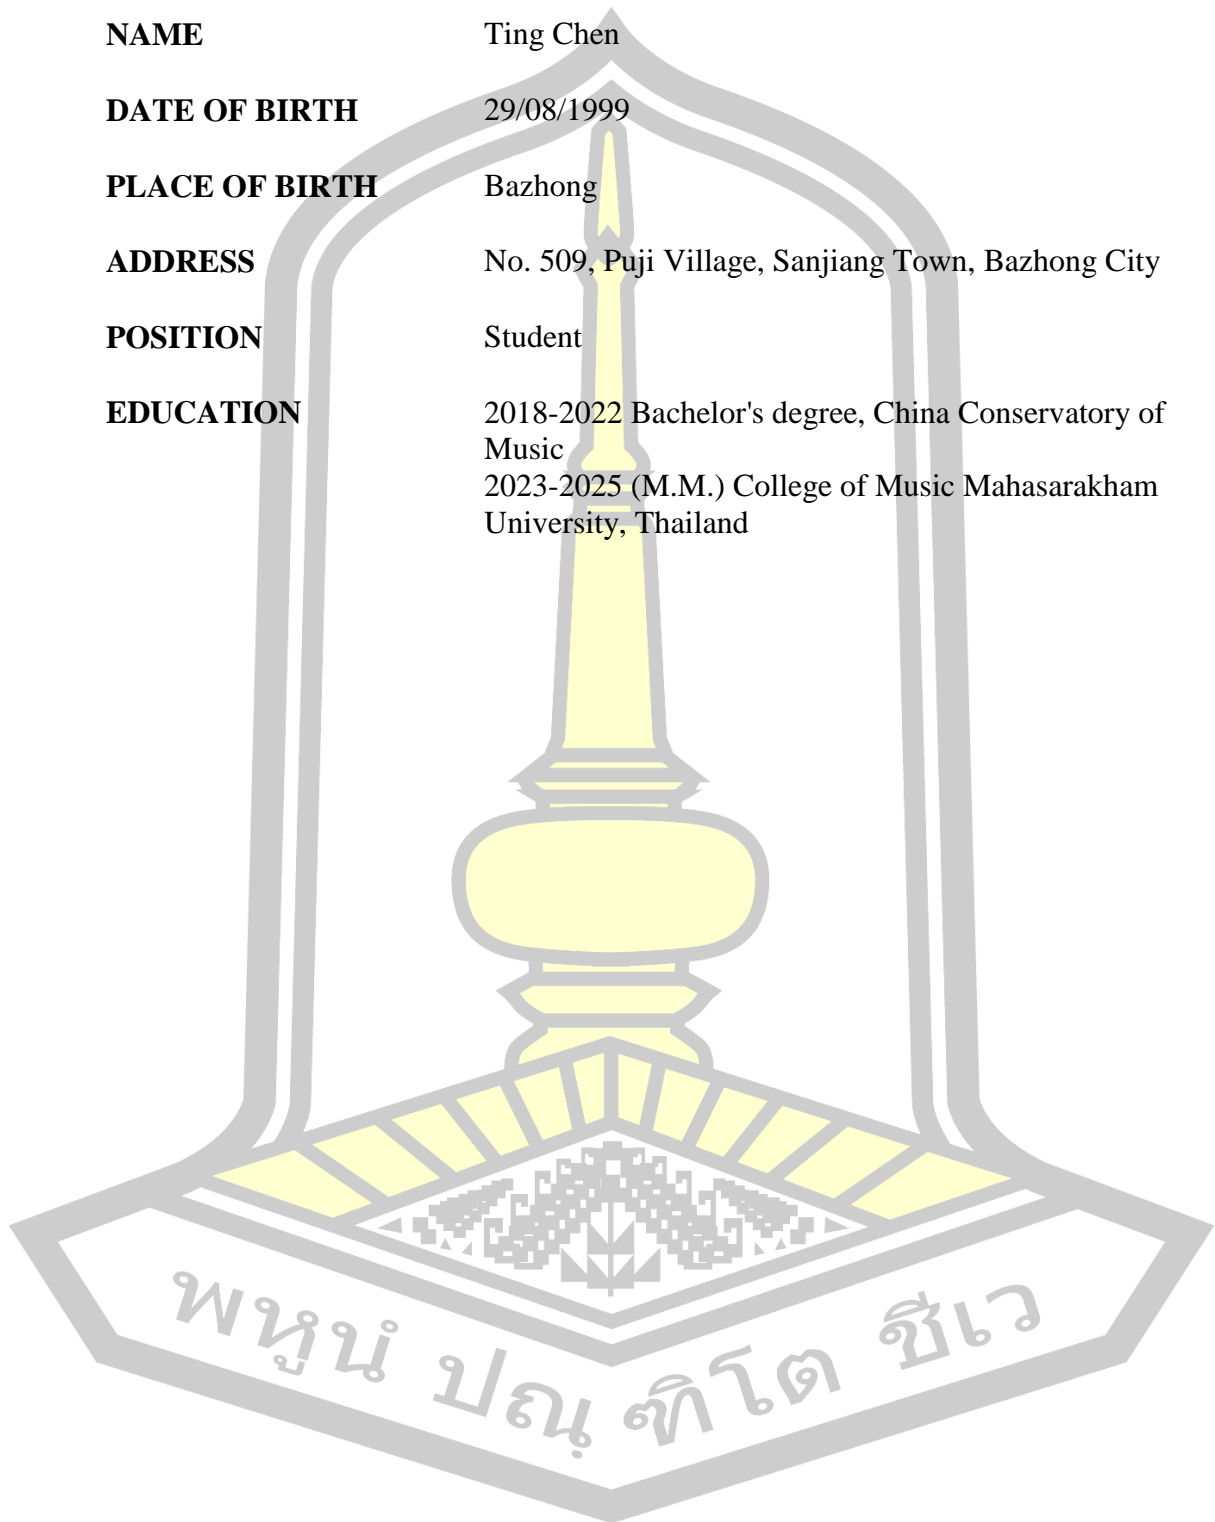 NAME Ting Chen
DATE OF BIRTH 29/08/1999
PLACE OF BIRTH Bazhong
ADDRESS No. 509, Puji Village, Sanjiang Town, Bazhong City
POSITION Student
EDUCATION 2018-2022 Bachelor's degree, China Conservatory of
Music
2023-2025 (M.M.) College of Music Mahasarakham
University, Thailand
พหูนํ ปณฺฑิโต ชีเว